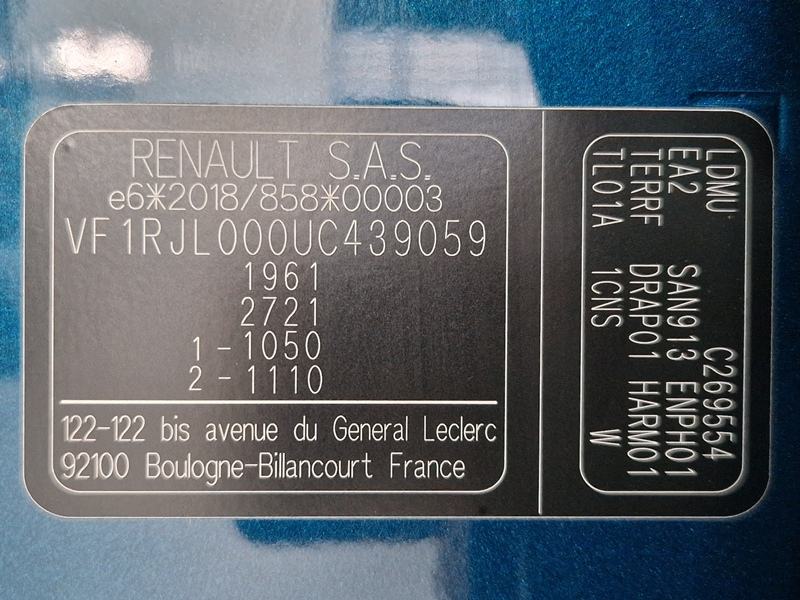 RENAULT S.A.S.
e6*2018/858*00003
VF1RJL000UC439059
1961
2721
1-1050
2-1110
122-122 bis avenue du General Leclerc
92100 Boulogne-Billancourt France
LDMU C269554
EA2 SAN913 ENPH01
TERRF DRAP01 HARM01
TL01A 1CNS W